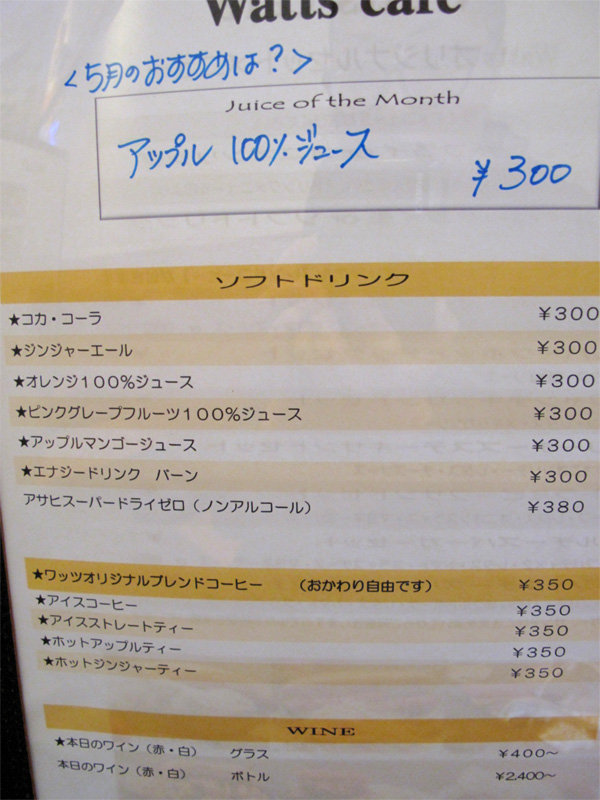 Watts cafe
<5月のおすすめは?>
Juice of the Month
アップル 100%ジュース
¥300
ソフトドリンク
★コカ・コーラ ¥300
★ジンジャーエール ¥300
★オレンジ100%ジュース ¥300
★ピンクグレープフルーツ100%ジュース ¥300
★アップルマンゴージュース ¥300
★エナジードリンク バーン ¥300
アサヒスーパードライゼロ(ノンアルコール) ¥380
★ワッツオリジナルブレンドコーヒー (おかわり自由です) ¥350
★アイスコーヒー ¥350
★アイスストレートティー ¥350
★ホットアップルティー ¥350
★ホットジンジャーティー ¥350
WINE
★本日のワイン(赤・白) グラス ¥400~
本日のワイン(赤・白) ボトル ¥2,400~